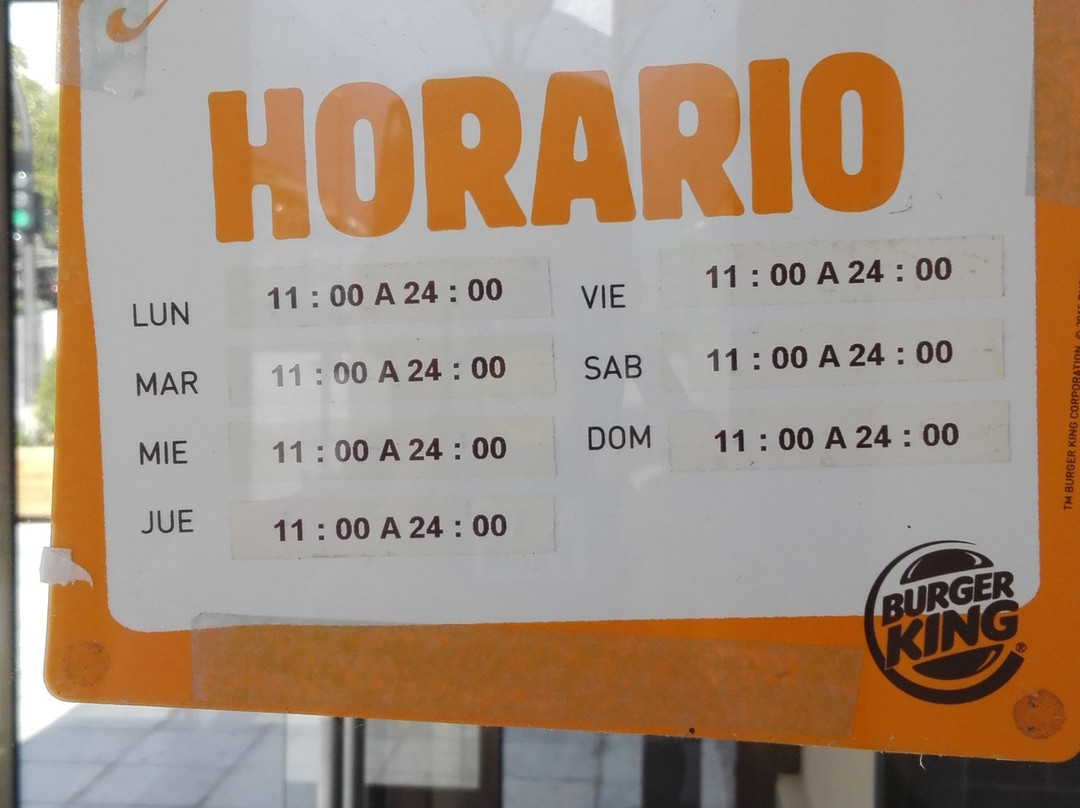 HORARIO
LUN 11 : 00 A 24 : 00
MAR 11 : 00 A 24 : 00
MIE 11 : 00 A 24 : 00
JUE 11 : 00 A 24 : 00
VIE 11 : 00 A 24 : 00
SAB 11 : 00 A 24 : 00
DOM 11 : 00 A 24 : 00
BURGER
KING®
TM BURGER KING CORPORATION. ©